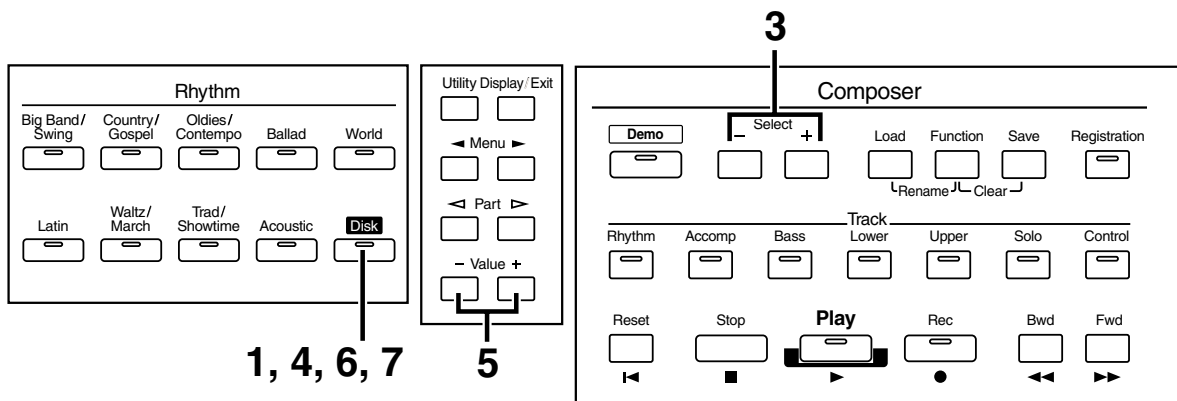 3
Rhythm
Big Band/ Swing
Country/ Gospel
Oldies/ Contempo
Ballad
World
Latin
Waltz/ March
Trad/ Showtime
Acoustic
Disk
1, 4, 6, 7
Utility Display/Exit
◄ Menu ►
◅ Part ▻
– Value +
5
Composer
Demo
– Select +
Load
Function
Save
Registration
Rename
Clear
Track
Rhythm
Accomp
Bass
Lower
Upper
Solo
Control
Reset
Stop
Play
Rec
Bwd
Fwd